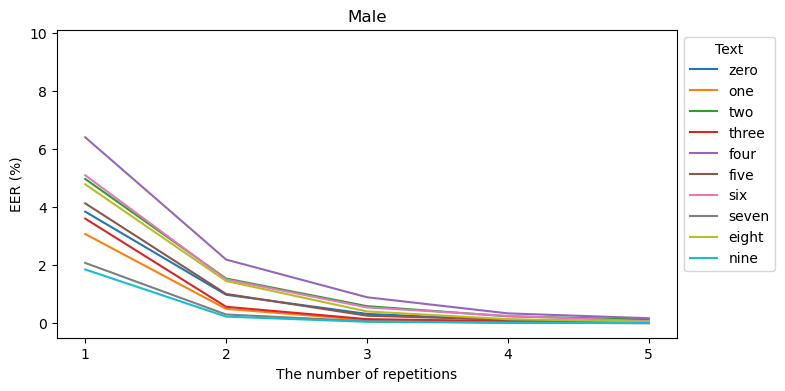 Male
10
8
6
4
2
0
EER (%)
1 2 3 4 5
The number of repetitions
Text
zero
one
two
three
four
five
six
seven
eight
nine